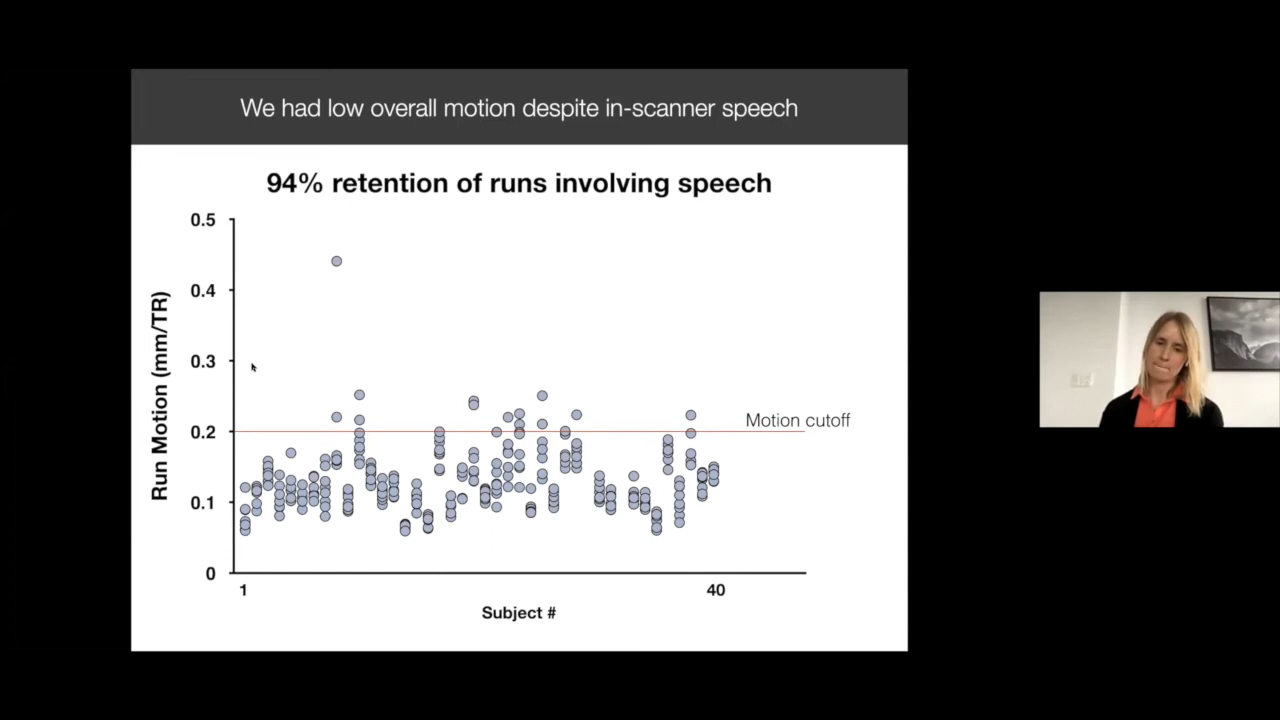 We had low overall motion despite in-scanner speech
94% retention of runs involving speech
0.5
0.4
0.3
0.2
0.1
0
Run Motion (mm/TR)
Motion cutoff
1
40
Subject #